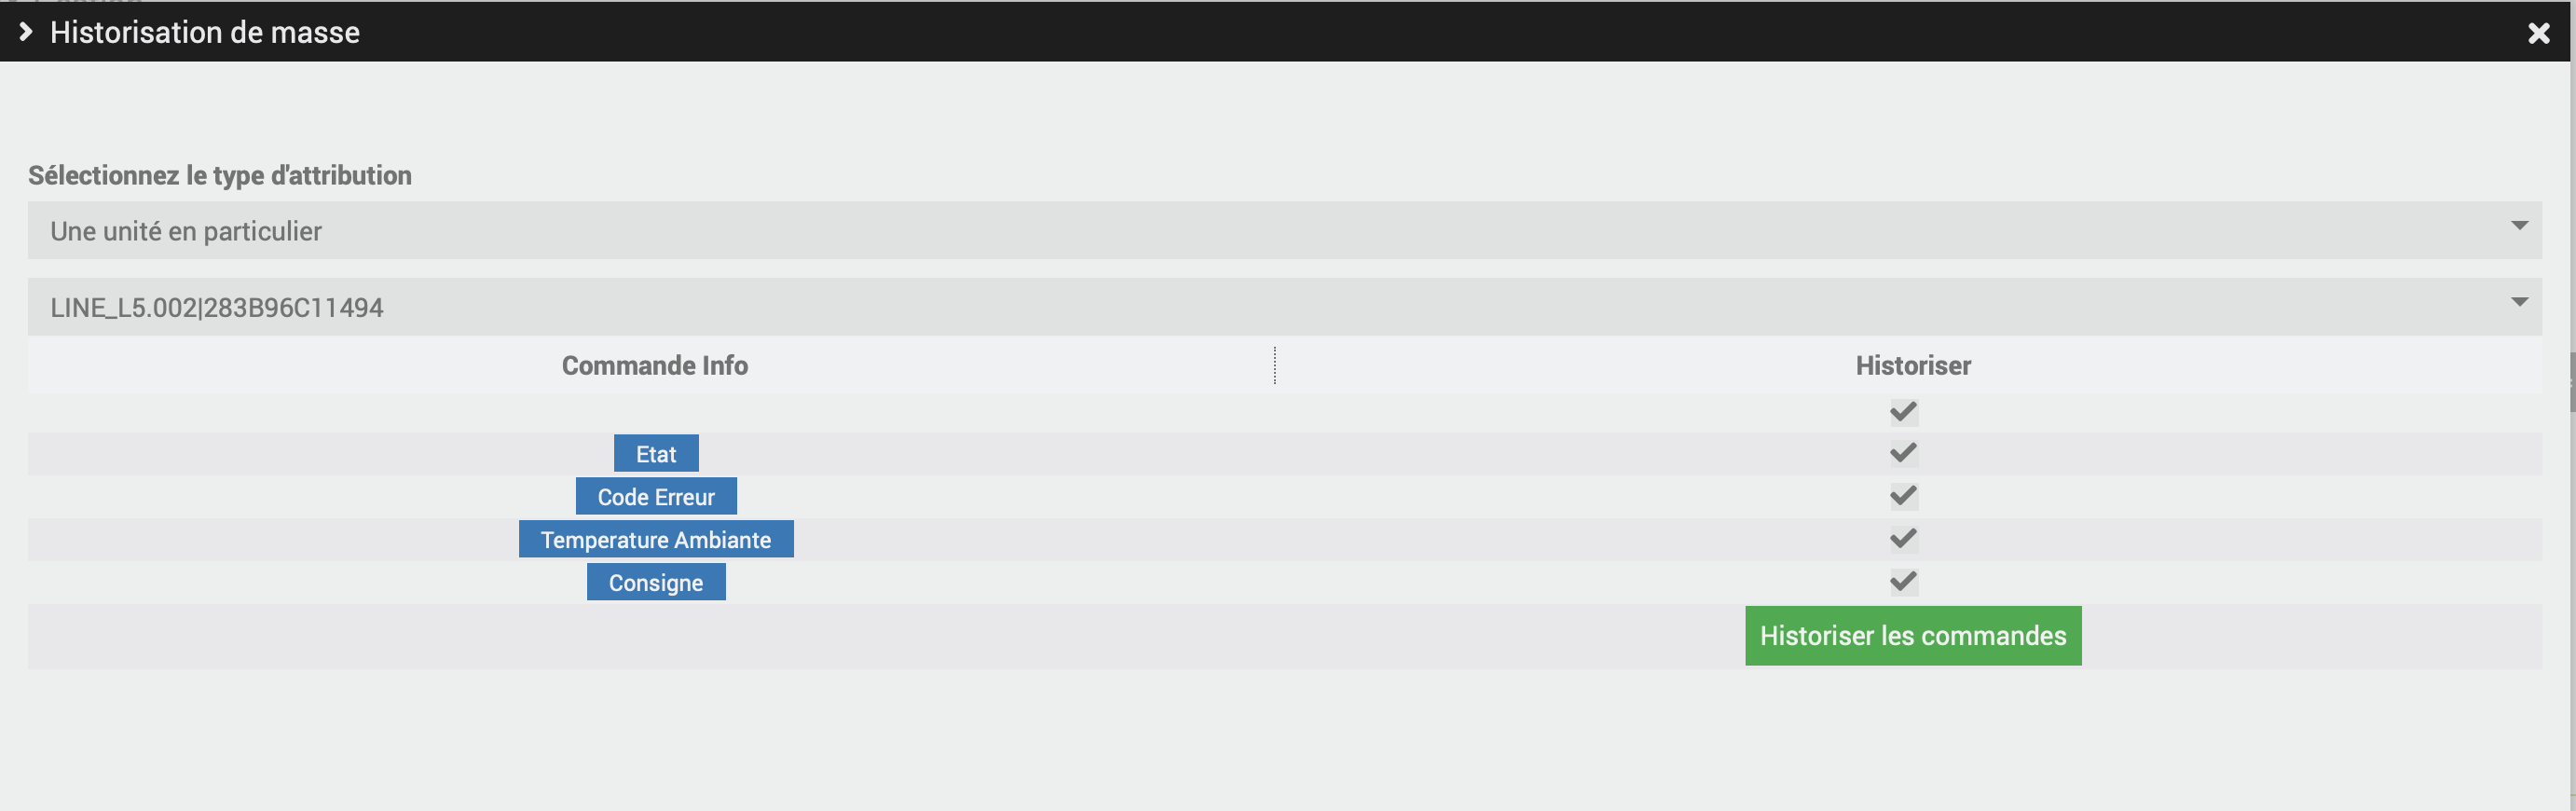 Historisation de masse
Sélectionnez le type d'attribution
Une unité en particulier
LINE_L5.002|283B96C11494
Commande Info Historiser
Etat
Code Erreur
Temperature Ambiante
Consigne
Historiser les commandes